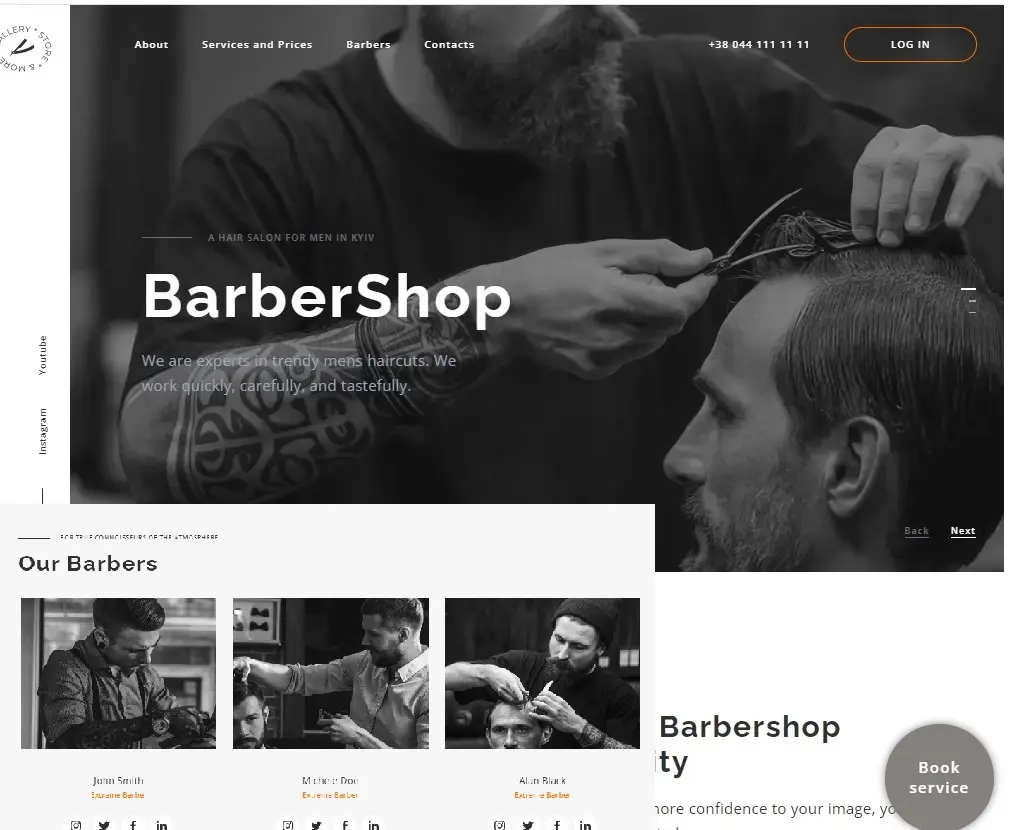 GALLERY • STORE • & MORE •
About
Services and Prices
Barbers
Contacts
+38 044 111 11 11
LOG IN
A HAIR SALON FOR MEN IN KYIV
BarberShop
We are experts in trendy mens haircuts. We
work quickly, carefully, and tastefully.
Youtube
Instagram
Back
Next
FOR TRUE CONNOISSEURS OF THE ATMOSPHERE
Our Barbers
John Smith
Extreme Barber
Michele Doe
Extreme Barber
Alan Black
Extreme Barber
Barbershop
ity
more confidence to your image, yo
Book
service